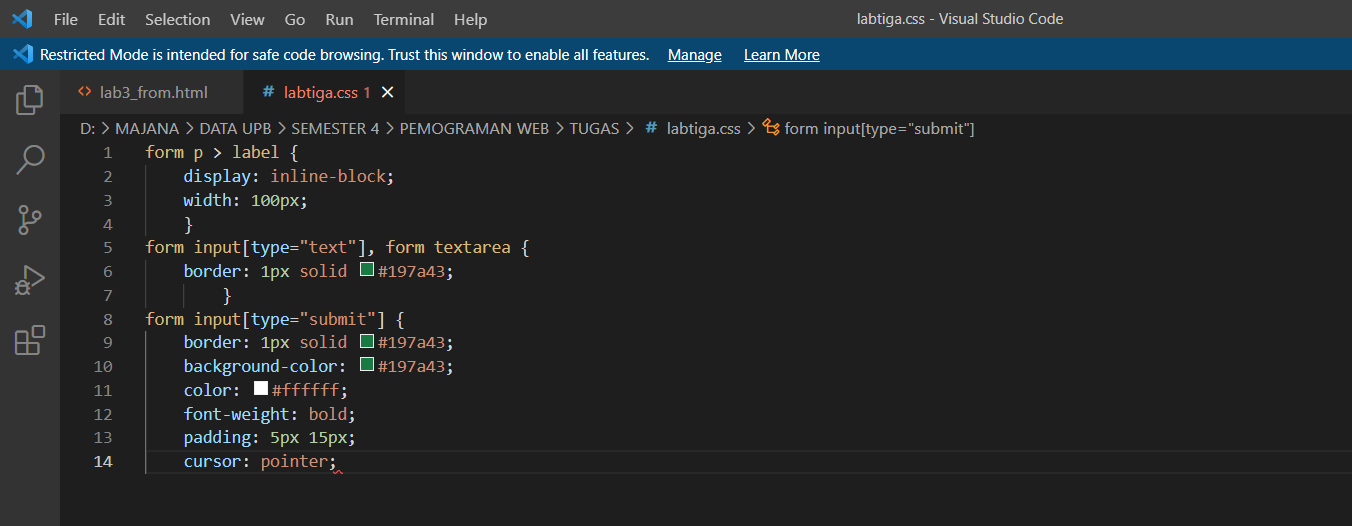 File Edit Selection View Go Run Terminal Help labtiga.css - Visual Studio Code
Restricted Mode is intended for safe code browsing. Trust this window to enable all features. Manage Learn More
<> lab3_from.html # labtiga.css 1 ×
D: > MAJANA > DATA UPB > SEMESTER 4 > PEMOGRAMAN WEB > TUGAS > # labtiga.css > form input[type="submit"]
1 form p > label {
2     display: inline-block;
3     width: 100px;
4     }
5 form input[type="text"], form textarea {
6     border: 1px solid #197a43;
7         }
8 form input[type="submit"] {
9     border: 1px solid #197a43;
10     background-color: #197a43;
11     color: #ffffff;
12     font-weight: bold;
13     padding: 5px 15px;
14     cursor: pointer;